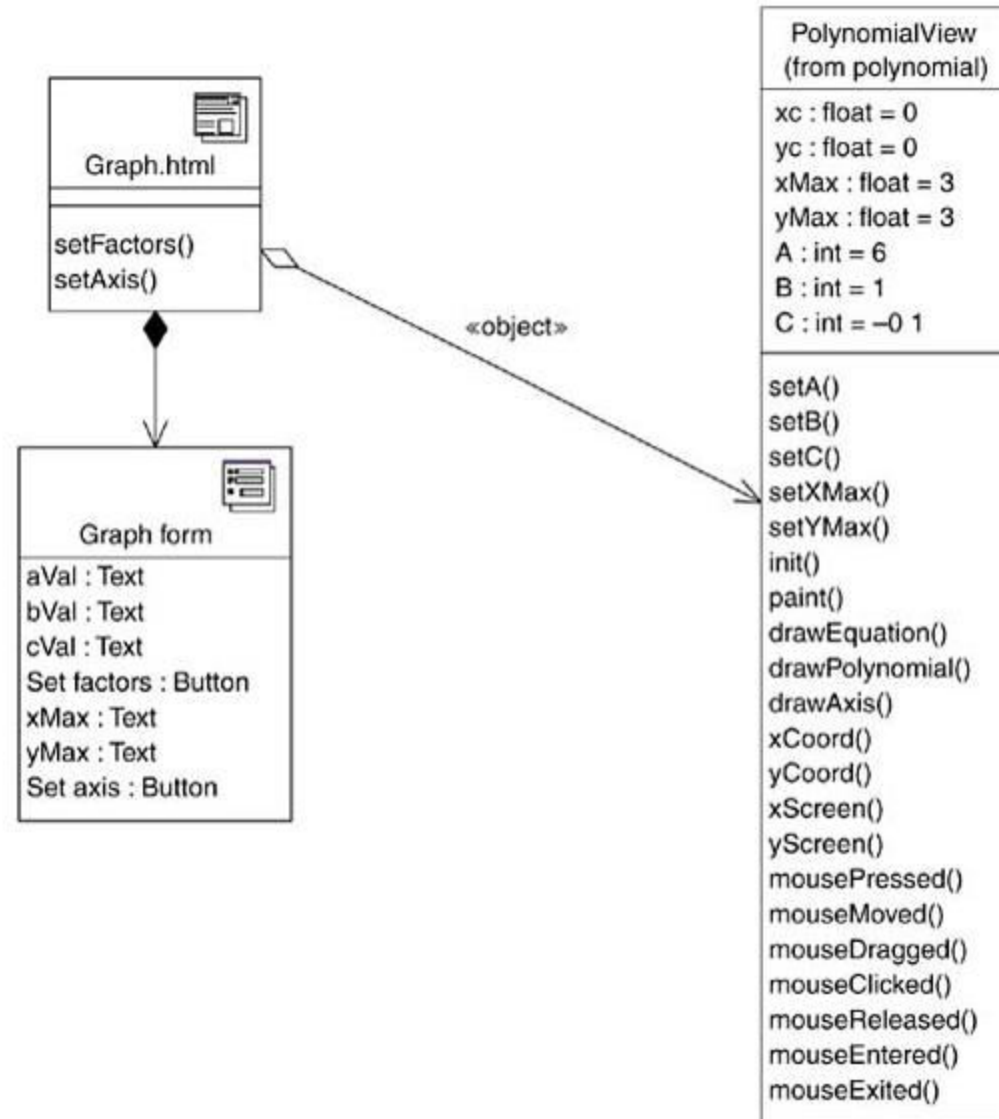 Graph.html
setFactors()
setAxis()
«object»
Graph form
aVal : Text
bVal : Text
cVal : Text
Set factors : Button
xMax : Text
yMax : Text
Set axis : Button
PolynomialView
(from polynomial)
xc : float = 0
yc : float = 0
xMax : float = 3
yMax : float = 3
A : int = 6
B : int = 1
C : int = –0 1
setA()
setB()
setC()
setXMax()
setYMax()
init()
paint()
drawEquation()
drawPolynomial()
drawAxis()
xCoord()
yCoord()
xScreen()
yScreen()
mousePressed()
mouseMoved()
mouseDragged()
mouseClicked()
mouseReleased()
mouseEntered()
mouseExited()